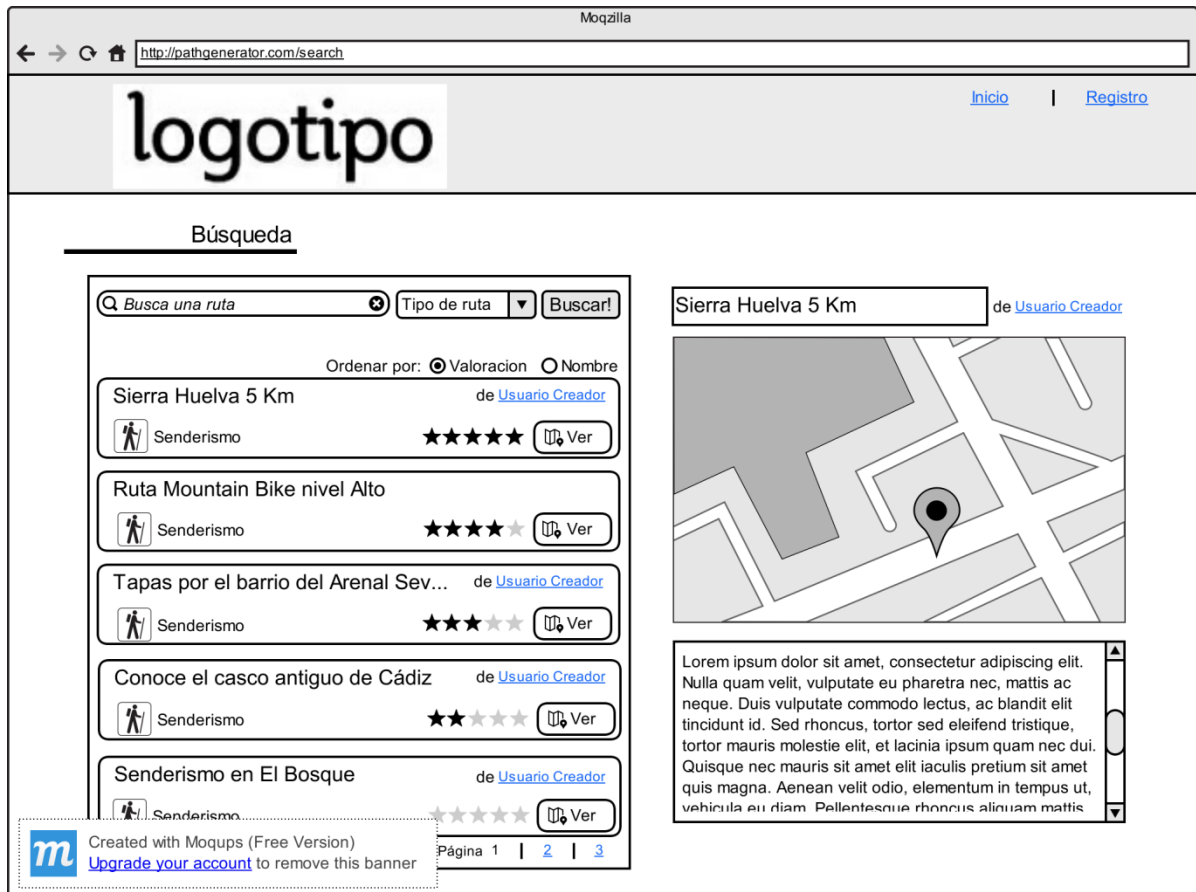 Moqzilla
http://pathgenerator.com/search
logotipo
Inicio | Registro
Búsqueda
Busca una ruta
Tipo de ruta
Buscar!
Ordenar por: Valoracion Nombre
Sierra Huelva 5 Km de Usuario Creador
Senderismo Ver
Ruta Mountain Bike nivel Alto
Senderismo Ver
Tapas por el barrio del Arenal Sev... de Usuario Creador
Senderismo Ver
Conoce el casco antiguo de Cádiz de Usuario Creador
Senderismo Ver
Senderismo en El Bosque de Usuario Creador
Senderismo Ver
Página 1 | 2 | 3
Sierra Huelva 5 Km de Usuario Creador
Lorem ipsum dolor sit amet, consectetur adipiscing elit.
Nulla quam velit, vulputate eu pharetra nec, mattis ac
neque. Duis vulputate commodo lectus, ac blandit elit
tincidunt id. Sed rhoncus, tortor sed eleifend tristique,
tortor mauris molestie elit, et lacinia ipsum quam nec dui.
Quisque nec mauris sit amet elit iaculis pretium sit amet
quis magna. Aenean velit odio, elementum in tempus ut,
vehicula eu diam. Pellentesque rhoncus aliquam mattis
m
Created with Moqups (Free Version)
Upgrade your account to remove this banner